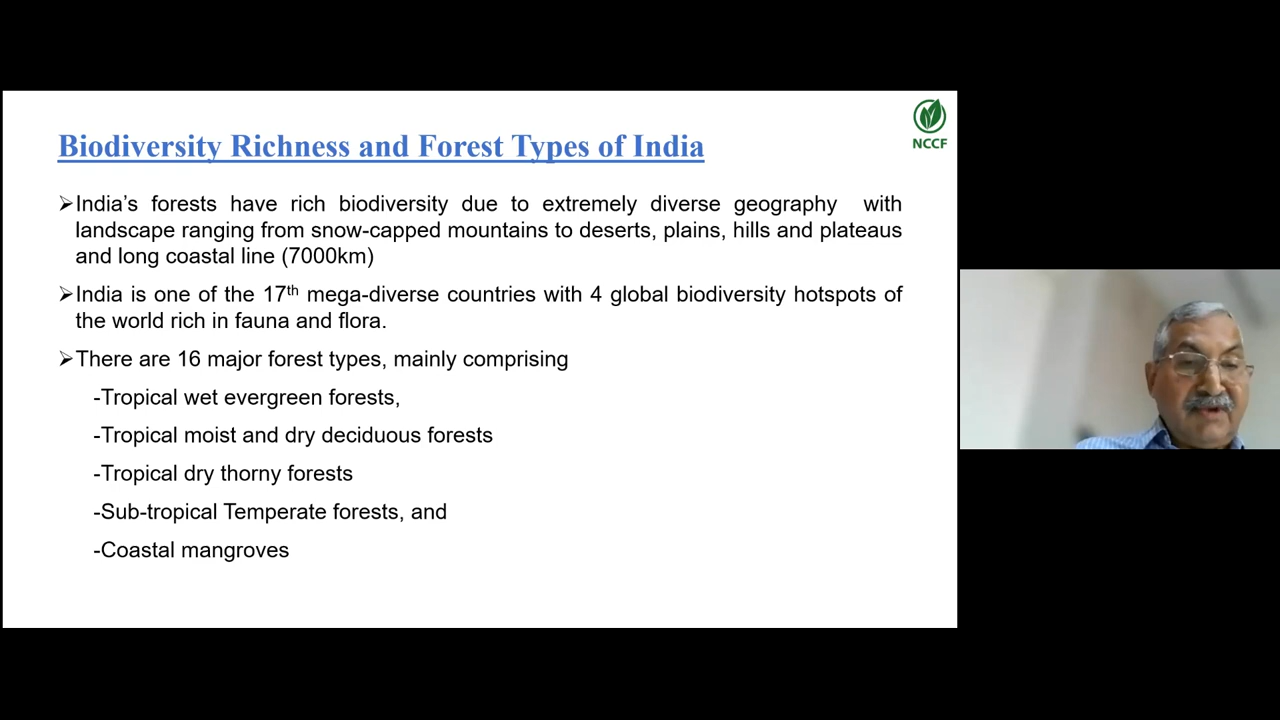 NCCF
Biodiversity Richness and Forest Types of India
➢India’s forests have rich biodiversity due to extremely diverse geography with
landscape ranging from snow-capped mountains to deserts, plains, hills and plateaus
and long coastal line (7000km)
➢India is one of the 17th mega-diverse countries with 4 global biodiversity hotspots of
the world rich in fauna and flora.
➢There are 16 major forest types, mainly comprising
-Tropical wet evergreen forests,
-Tropical moist and dry deciduous forests
-Tropical dry thorny forests
-Sub-tropical Temperate forests, and
-Coastal mangroves